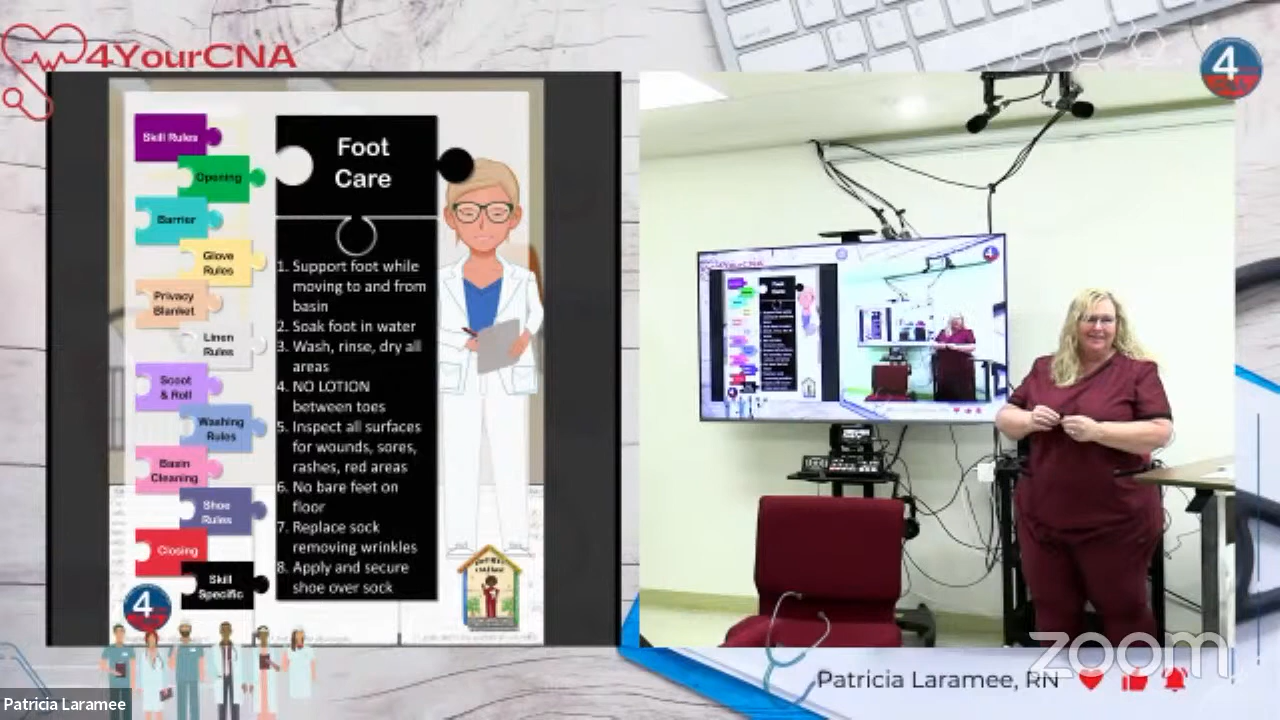 4YourCNA
4
Skill Rules
Opening
Barrier
Glove
Rules
Privacy
Blanket
Linen
Rules
Scoot
& Roll
Washing
Rules
Basin
Cleaning
Shoe
Rules
Closing
Skill
Specific
4
Foot
Care
1. Support foot while
moving to and from
basin
2. Soak foot in water
3. Wash, rinse, dry all
areas
4. NO LOTION
between toes
5. Inspect all surfaces
for wounds, sores,
rashes, red areas
6. No bare feet on
floor
7. Replace sock
removing wrinkles
8. Apply and secure
shoe over sock
Foot
Care
zoom
Patricia Laramee, RN
Patricia Laramee